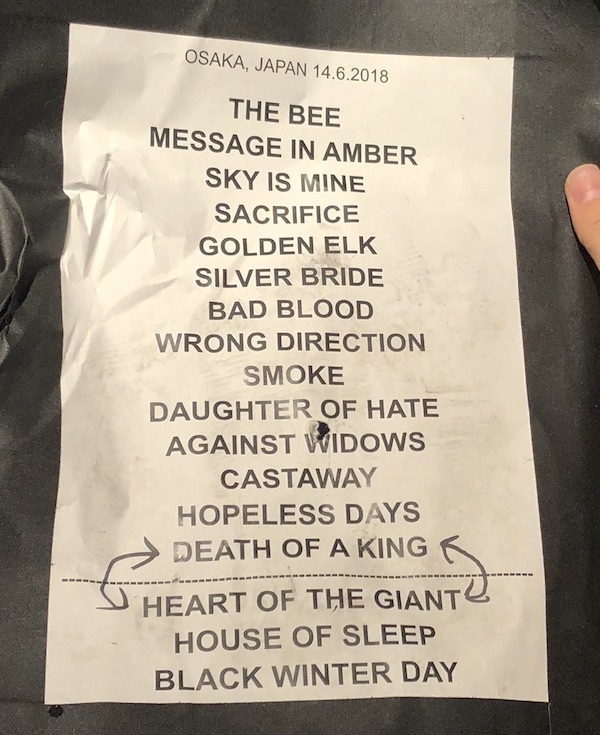 OSAKA, JAPAN 14.6.2018
THE BEE
MESSAGE IN AMBER
SKY IS MINE
SACRIFICE
GOLDEN ELK
SILVER BRIDE
BAD BLOOD
WRONG DIRECTION
SMOKE
DAUGHTER OF HATE
AGAINST WIDOWS
CASTAWAY
HOPELESS DAYS
DEATH OF A KING
HEART OF THE GIANT
HOUSE OF SLEEP
BLACK WINTER DAY